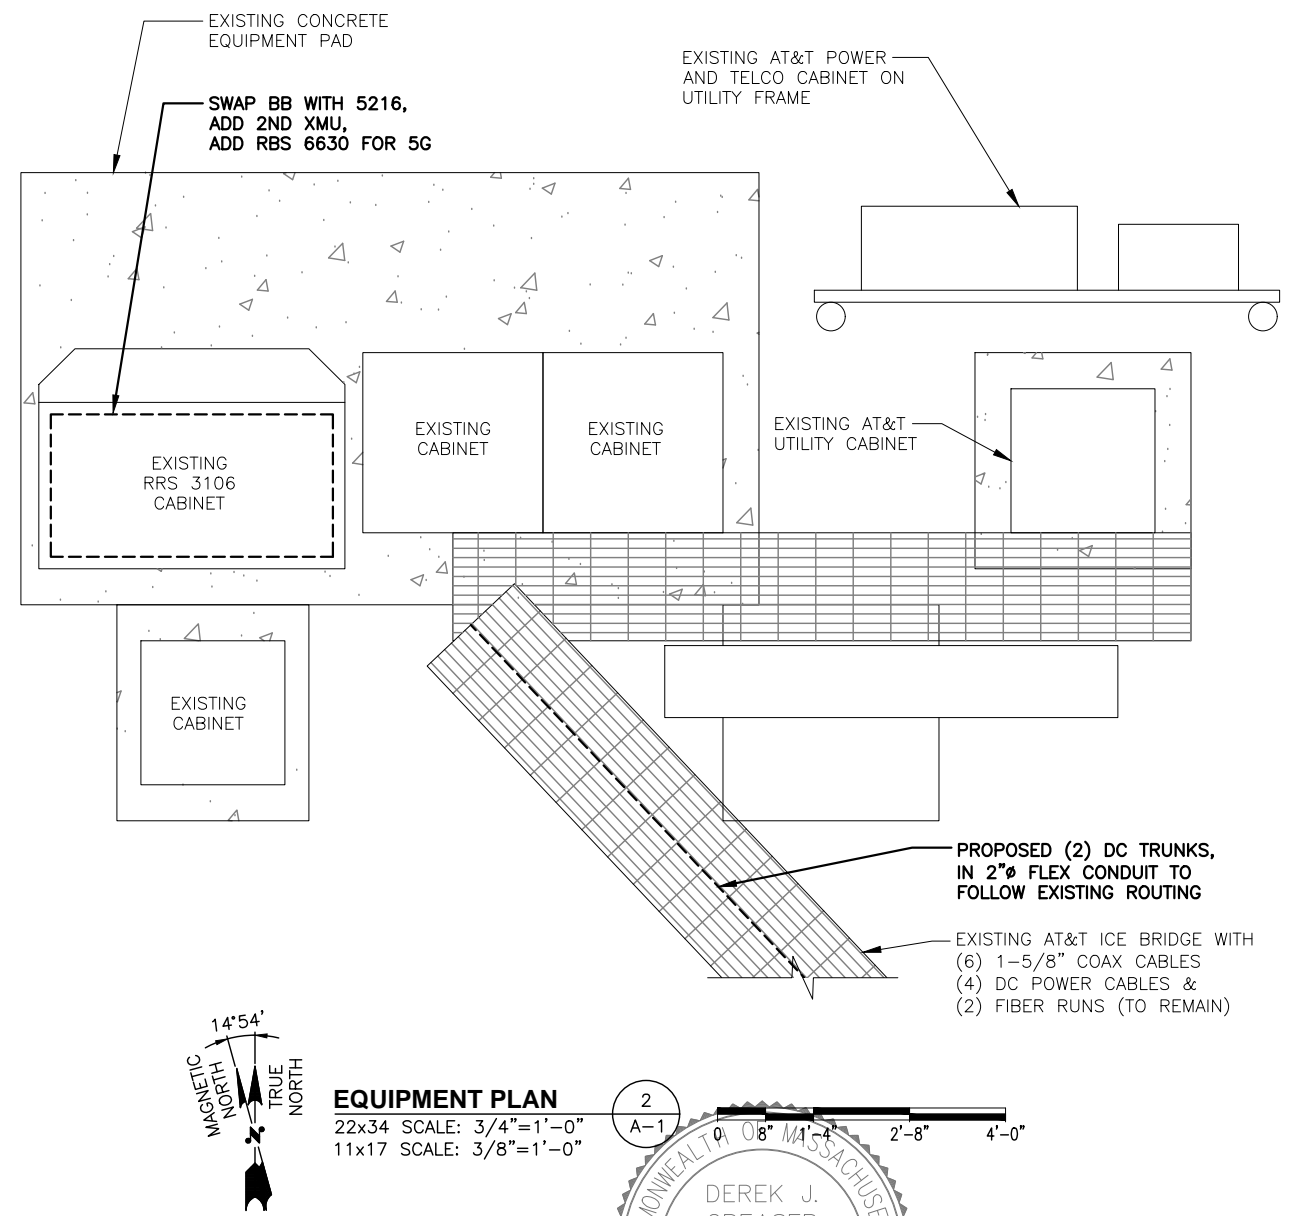 EXISTING CONCRETE
EQUIPMENT PAD
SWAP BB WITH 5216,
ADD 2ND XMU,
ADD RBS 6630 FOR 5G
EXISTING AT&T POWER
AND TELCO CABINET ON
UTILITY FRAME
EXISTING
RRS 3106
CABINET
EXISTING
CABINET
EXISTING
CABINET
EXISTING AT&T
UTILITY CABINET
EXISTING
CABINET
PROPOSED (2) DC TRUNKS,
IN 2"ø FLEX CONDUIT TO
FOLLOW EXISTING ROUTING
EXISTING AT&T ICE BRIDGE WITH
(6) 1-5/8" COAX CABLES
(4) DC POWER CABLES &
(2) FIBER RUNS (TO REMAIN)
14°54'
MAGNETIC
NORTH
TRUE
NORTH
N
EQUIPMENT PLAN
22x34 SCALE: 3/4"=1'-0"
11x17 SCALE: 3/8"=1'-0"
2
A-1
0 8" 1'-4" 2'-8" 4'-0"
DEREK J.